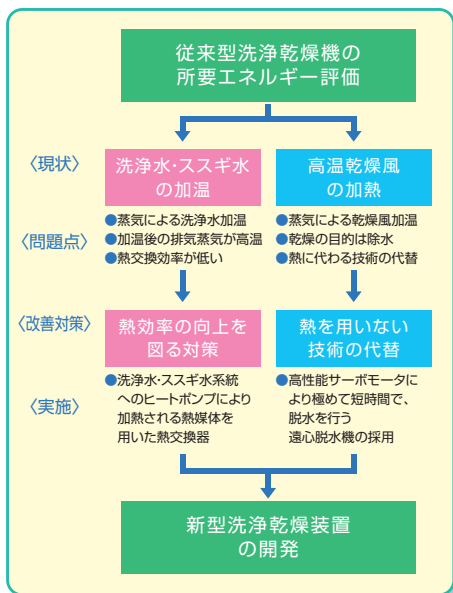 従来型洗浄乾燥機の
所要エネルギー評価
〈現状〉
洗浄水・ススギ水
の加温
高温乾燥風
の加熱
〈問題点〉
●蒸気による洗浄水加温
●加温後の排気蒸気が高温
●熱交換効率が低い
●蒸気による乾燥風加温
●乾燥の目的は除水
●熱に代わる技術の代替
〈改善対策〉
熱効率の向上を
図る対策
熱を用いない
技術の代替
〈実施〉
●洗浄水・ススギ水系統
へのヒートポンプにより
加熱される熱媒体を
用いた熱交換器
●高性能サーボモータに
より極めて短時間で、
脱水を行う
遠心脱水機の採用
新型洗浄乾燥装置
の開発